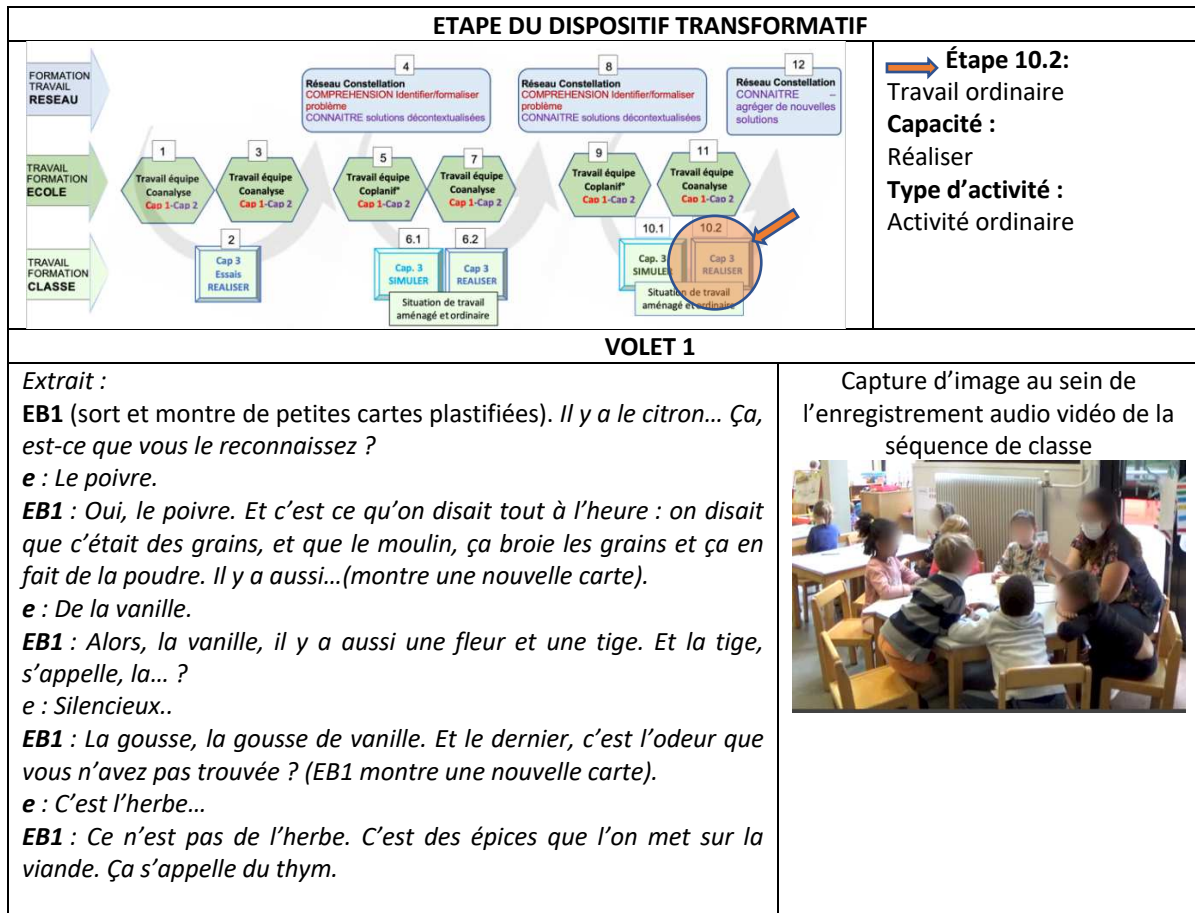 ETAPE DU DISPOSITIF TRANSFORMATIF
FORMATION
TRAVAIL
RESEAU
4
Réseau Constellation
COMPREHENSION Identifier/formaliser
problème
CONNAITRE solutions décontextualisées
8
Réseau Constellation
COMPREHENSION Identifier/formaliser
problème
CONNAITRE solutions décontextualisées
12
Réseau Constellation
CONNAITRE –
agréger de nouvelles
solutions
TRAVAIL
FORMATION
ECOLE
1
Travail équipe
Coanalyse
Cap 1-Cap 2
3
Travail équipe
Coanalyse
Cap 1-Cap 2
5
Travail équipe
Coplanif°
Cap 1-Cap 2
7
Travail équipe
Coanalyse
Cap 1-Cap 2
9
Travail équipe
Coplanif°
Cap 1-Cap 2
11
Travail équipe
Coanalyse
Cap 1-Cap 2
TRAVAIL
FORMATION
CLASSE
2
Cap 3
Essais
REALISER
6.1
Cap. 3
SIMULER
6.2
Cap 3
REALISER
Situation de travail
aménagé et ordinaire
10.1
Cap. 3
SIMULER
10.2
Cap 3
REALISER
Situation de travail
aménagé et ordinaire
Étape 10.2:
Travail ordinaire
Capacité :
Réaliser
Type d’activité :
Activité ordinaire
VOLET 1
Extrait :
EB1 (sort et montre de petites cartes plastifiées). Il y a le citron… Ça,
est-ce que vous le reconnaissez ?
e : Le poivre.
EB1 : Oui, le poivre. Et c’est ce qu’on disait tout à l’heure : on disait
que c’était des grains, et que le moulin, ça broie les grains et ça en
fait de la poudre. Il y a aussi…(montre une nouvelle carte).
e : De la vanille.
EB1 : Alors, la vanille, il y a aussi une fleur et une tige. Et la tige,
s’appelle, la… ?
e : Silencieux..
EB1 : La gousse, la gousse de vanille. Et le dernier, c’est l’odeur que
vous n’avez pas trouvée ? (EB1 montre une nouvelle carte).
e : C’est l’herbe…
EB1 : Ce n’est pas de l’herbe. C’est des épices que l’on met sur la
viande. Ça s’appelle du thym.
Capture d’image au sein de
l’enregistrement audio vidéo de la
séquence de classe